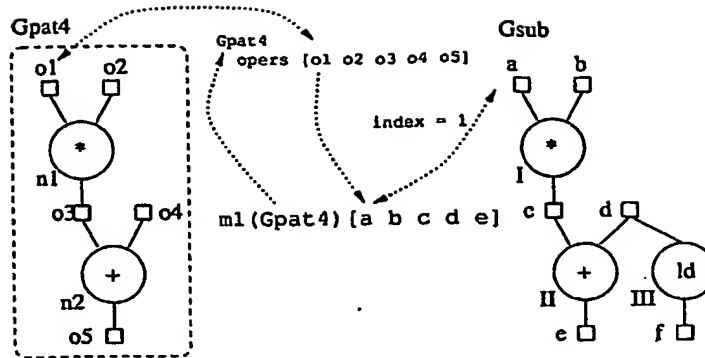 Gpat4
Gpat4
opers [o1 o2 o3 o4 o5]
Gsub
o1 o2
a b
index = 1
*
*
n1
I
o3 o4
m1(Gpat4)[a b c d e]
c d
+
+
ld
n2
II
III
o5
e
f